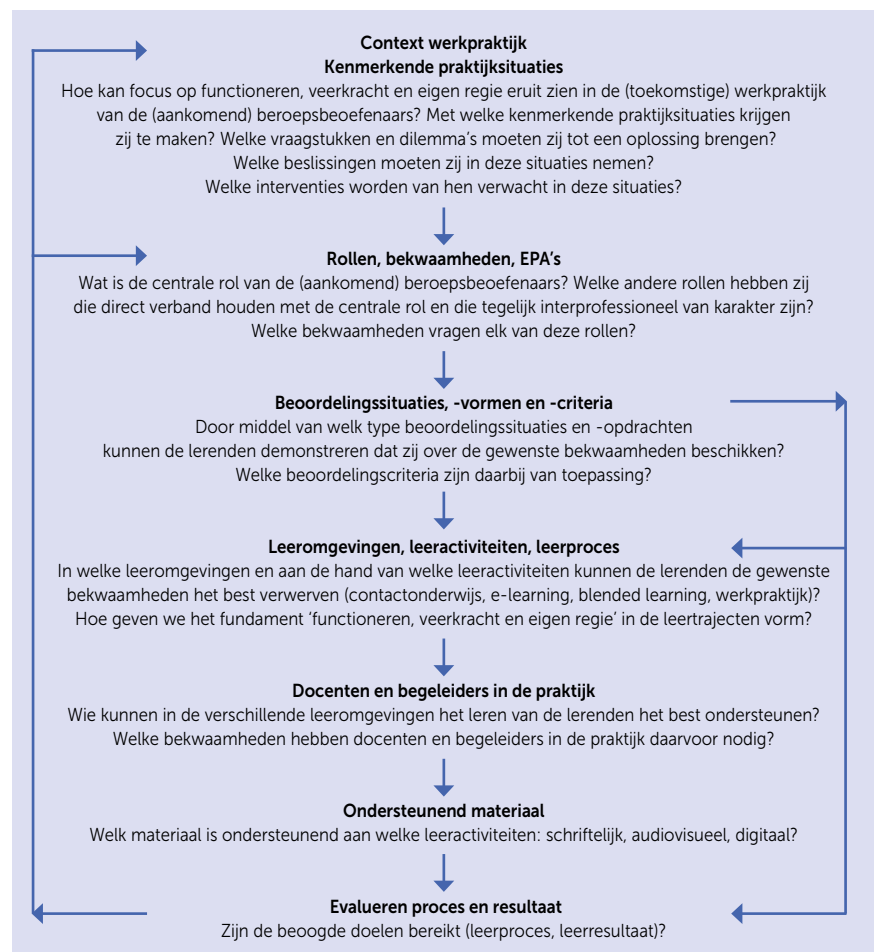 Context werkpraktijk
Kenmerkende praktijksituaties
Hoe kan focus op functioneren, veerkracht en eigen regie eruit zien in de (toekomstige) werkpraktijk
van de (aankomend) beroepsbeoefenaars? Met welke kenmerkende praktijksituaties krijgen
zij te maken? Welke vraagstukken en dilemma's moeten zij tot een oplossing brengen?
Welke beslissingen moeten zij in deze situaties nemen?
Welke interventies worden van hen verwacht in deze situaties?
Rollen, bekwaamheden, EPA's
Wat is de centrale rol van de (aankomend) beroepsbeoefenaars? Welke andere rollen hebben zij
die direct verband houden met de centrale rol en die tegelijk interprofessioneel van karakter zijn?
Welke bekwaamheden vragen elk van deze rollen?
Beoordelingssituaties, -vormen en -criteria
Door middel van welk type beoordelingssituaties en -opdrachten
kunnen de lerenden demonstreren dat zij over de gewenste bekwaamheden beschikken?
Welke beoordelingscriteria zijn daarbij van toepassing?
Leeromgevingen, leeractiviteiten, leerproces
In welke leeromgevingen en aan de hand van welke leeractiviteiten kunnen de lerenden de gewenste
bekwaamheden het best verwerven (contactonderwijs, e-learning, blended learning, werkpraktijk)?
Hoe geven we het fundament 'functioneren, veerkracht en eigen regie' in de leertrajecten vorm?
Docenten en begeleiders in de praktijk
Wie kunnen in de verschillende leeromgevingen het leren van de lerenden het best ondersteunen?
Welke bekwaamheden hebben docenten en begeleiders in de praktijk daarvoor nodig?
Ondersteunend materiaal
Welk materiaal is ondersteunend aan welke leeractiviteiten: schriftelijk, audiovisueel, digitaal?
Evalueren proces en resultaat
Zijn de beoogde doelen bereikt (leerproces, leerresultaat)?